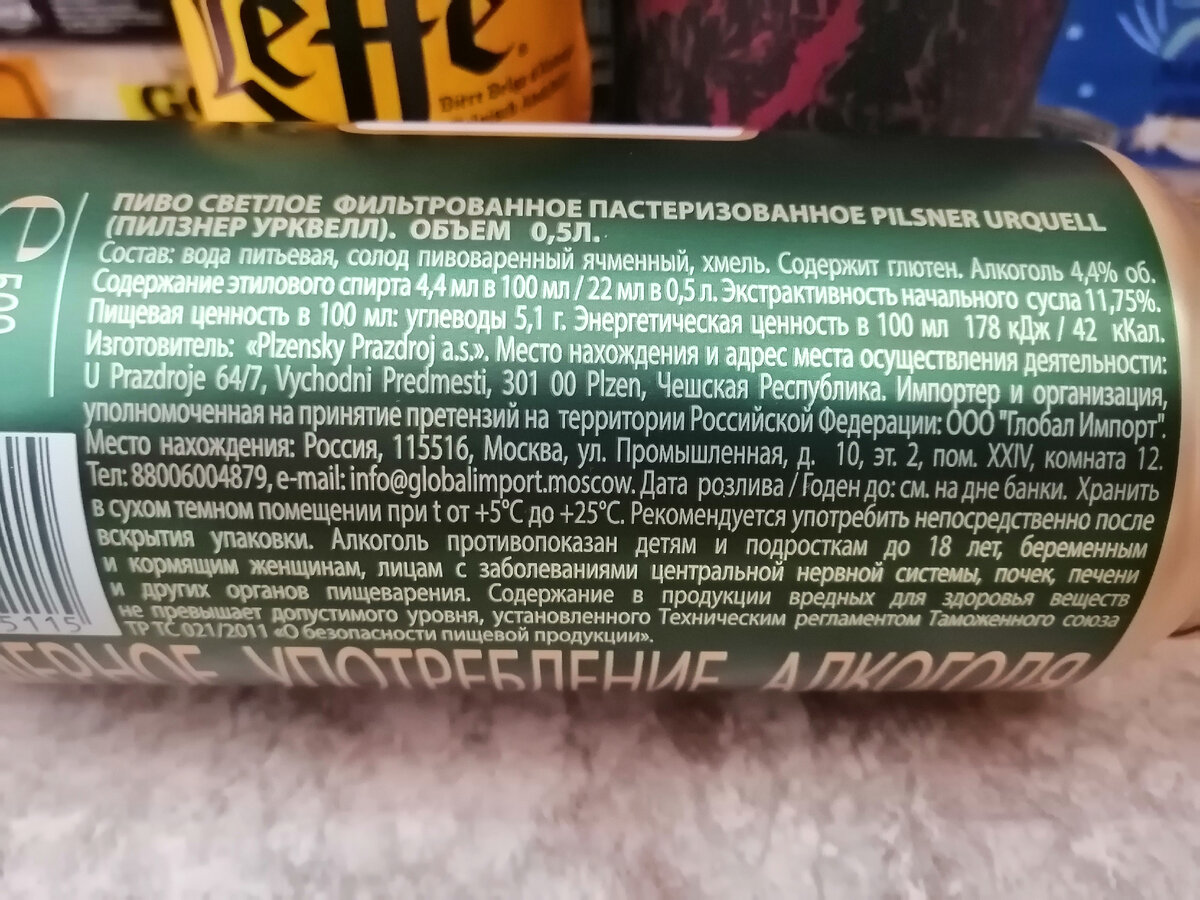 Leffe
Bière Belge
ПИВО СВЕТЛОЕ ФИЛЬТРОВАННОЕ ПАСТЕРИЗОВАННОЕ PILSNER URQUELL
(ПИЛЗНЕР УРКВЕЛЛ). ОБЪЕМ 0,5Л.
Состав: вода питьевая, солод пивоваренный ячменный, хмель. Содержит глютен. Алкоголь 4,4% об.
Содержание этилового спирта 4,4 мл в 100 мл / 22 мл в 0,5 л. Экстрактивность начального сусла 11,75%.
Пищевая ценность в 100 мл: углеводы 5,1 г. Энергетическая ценность в 100 мл 178 кДж / 42 кКал.
Изготовитель: «Plzensky Prazdroj a.s.». Место нахождения и адрес места осуществления деятельности:
U Prazdroje 64/7, Vychodni Predmesti, 301 00 Plzen, Чешская Республика. Импортер и организация,
уполномоченная на принятие претензий на территории Российской Федерации: ООО "Глобал Импорт".
Место нахождения: Россия, 115516, Москва, ул. Промышленная, д. 10, эт. 2, пом. XXIV, комната 12.
Тел: 88006004879, e-mail: info@globalimport.moscow. Дата розлива / Годен до: см. на дне банки. Хранить
в сухом темном помещении при t от +5°C до +25°C. Рекомендуется употребить непосредственно после
вскрытия упаковки. Алкоголь противопоказан детям и подросткам до 18 лет, беременным
и кормящим женщинам, лицам с заболеваниями центральной нервной системы, почек, печени
и других органов пищеварения. Содержание в продукции вредных для здоровья веществ
не превышает допустимого уровня, установленного Техническим регламентом Таможенного союза
ТР ТС 021/2011 «О безопасности пищевой продукции».
5115
УПОТРЕБЛЕНИЕ АЛКОГОЛЯ